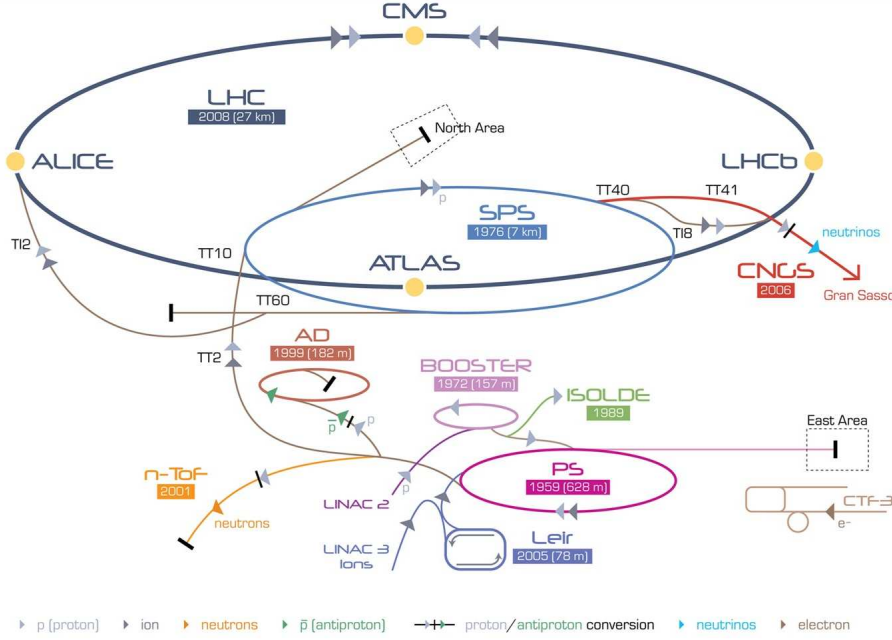 CMS
LHC
2008 (27 km)
North Area
ALICE
LHCb
TT40
TT41
p
SPS
1976 (7 km)
TI8
neutrinos
TI2
TT10
ATLAS
CNGS
2006
Gran Sasso
TT60
AD
1999 (182 m)
TT2
BOOSTER
1972 (157 m)
ISOLDE
1989
p̄
p
East Area
n-ToF
2001
neutrons
LINAC 2
p
PS
1959 (628 m)
CTF-3
e-
LINAC 3
Ions
Leir
2005 (78 m)
p (proton)
ion
neutrons
p̄ (antiproton)
proton/antiproton conversion
neutrinos
electron